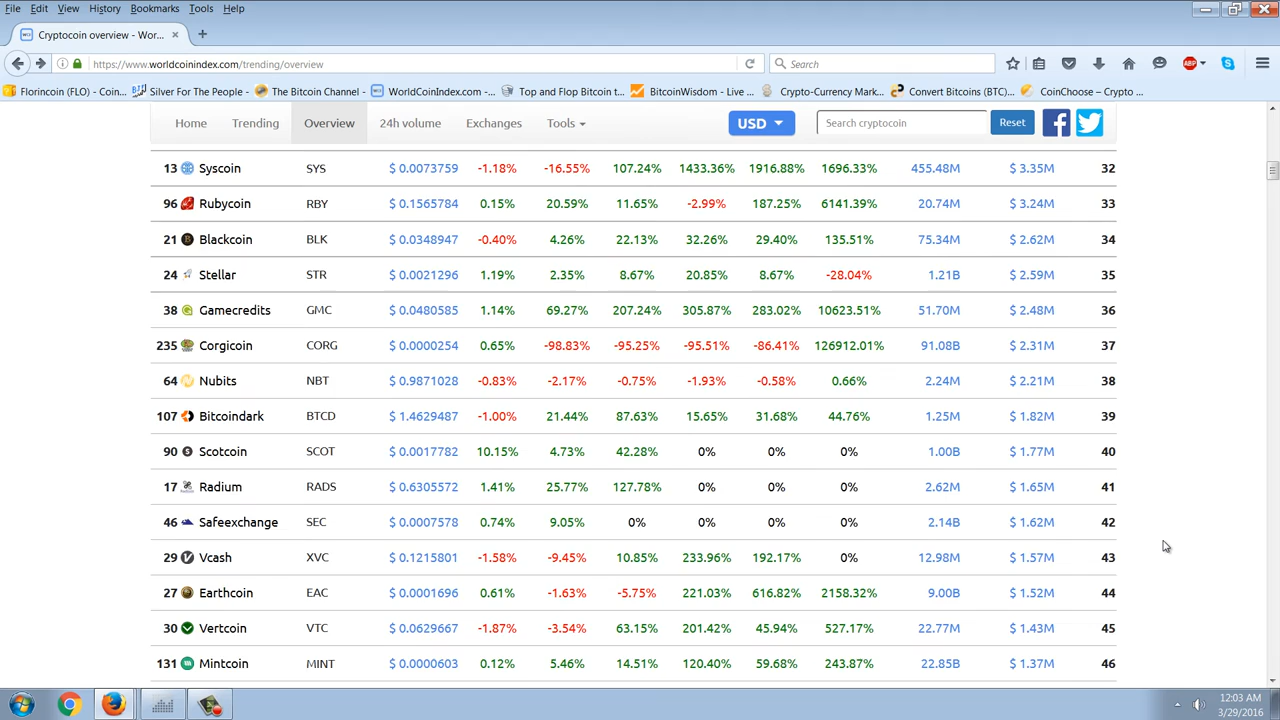 File Edit View History Bookmarks Tools Help
Cryptocoin overview - Wor...
https://www.worldcoinindex.com/trending/overview Search
Florincoin (FLO) - Coin... Silver For The People - ... The Bitcoin Channel - ... WorldCoinIndex.com -... Top and Flop Bitcoin t... BitcoinWisdom - Live ... Crypto-Currency Mark... Convert Bitcoins (BTC)... CoinChoose – Crypto ...
Home Trending Overview 24h volume Exchanges Tools USD Search cryptocoin Reset
13 Syscoin SYS $ 0.0073759 -1.18% -16.55% 107.24% 1433.36% 1916.88% 1696.33% 455.48M $ 3.35M 32
96 Rubycoin RBY $ 0.1565784 0.15% 20.59% 11.65% -2.99% 187.25% 6141.39% 20.74M $ 3.24M 33
21 Blackcoin BLK $ 0.0348947 -0.40% 4.26% 22.13% 32.26% 29.40% 135.51% 75.34M $ 2.62M 34
24 Stellar STR $ 0.0021296 1.19% 2.35% 8.67% 20.85% 8.67% -28.04% 1.21B $ 2.59M 35
38 Gamecredits GMC $ 0.0480585 1.14% 69.27% 207.24% 305.87% 283.02% 10623.51% 51.70M $ 2.48M 36
235 Corgicoin CORG $ 0.0000254 0.65% -98.83% -95.25% -95.51% -86.41% 126912.01% 91.08B $ 2.31M 37
64 Nubits NBT $ 0.9871028 -0.83% -2.17% -0.75% -1.93% -0.58% 0.66% 2.24M $ 2.21M 38
107 Bitcoindark BTCD $ 1.4629487 -1.00% 21.44% 87.63% 15.65% 31.68% 44.76% 1.25M $ 1.82M 39
90 Scotcoin SCOT $ 0.0017782 10.15% 4.73% 42.28% 0% 0% 0% 1.00B $ 1.77M 40
17 Radium RADS $ 0.6305572 1.41% 25.77% 127.78% 0% 0% 0% 2.62M $ 1.65M 41
46 Safeexchange SEC $ 0.0007578 0.74% 9.05% 0% 0% 0% 0% 2.14B $ 1.62M 42
29 Vcash XVC $ 0.1215801 -1.58% -9.45% 10.85% 233.96% 192.17% 0% 12.98M $ 1.57M 43
27 Earthcoin EAC $ 0.0001696 0.61% -1.63% -5.75% 221.03% 616.82% 2158.32% 9.00B $ 1.52M 44
30 Vertcoin VTC $ 0.0629667 -1.87% -3.54% 63.15% 201.42% 45.94% 527.17% 22.77M $ 1.43M 45
131 Mintcoin MINT $ 0.0000603 0.12% 5.46% 14.51% 120.40% 59.68% 243.87% 22.85B $ 1.37M 46
12:03 AM
3/29/2016